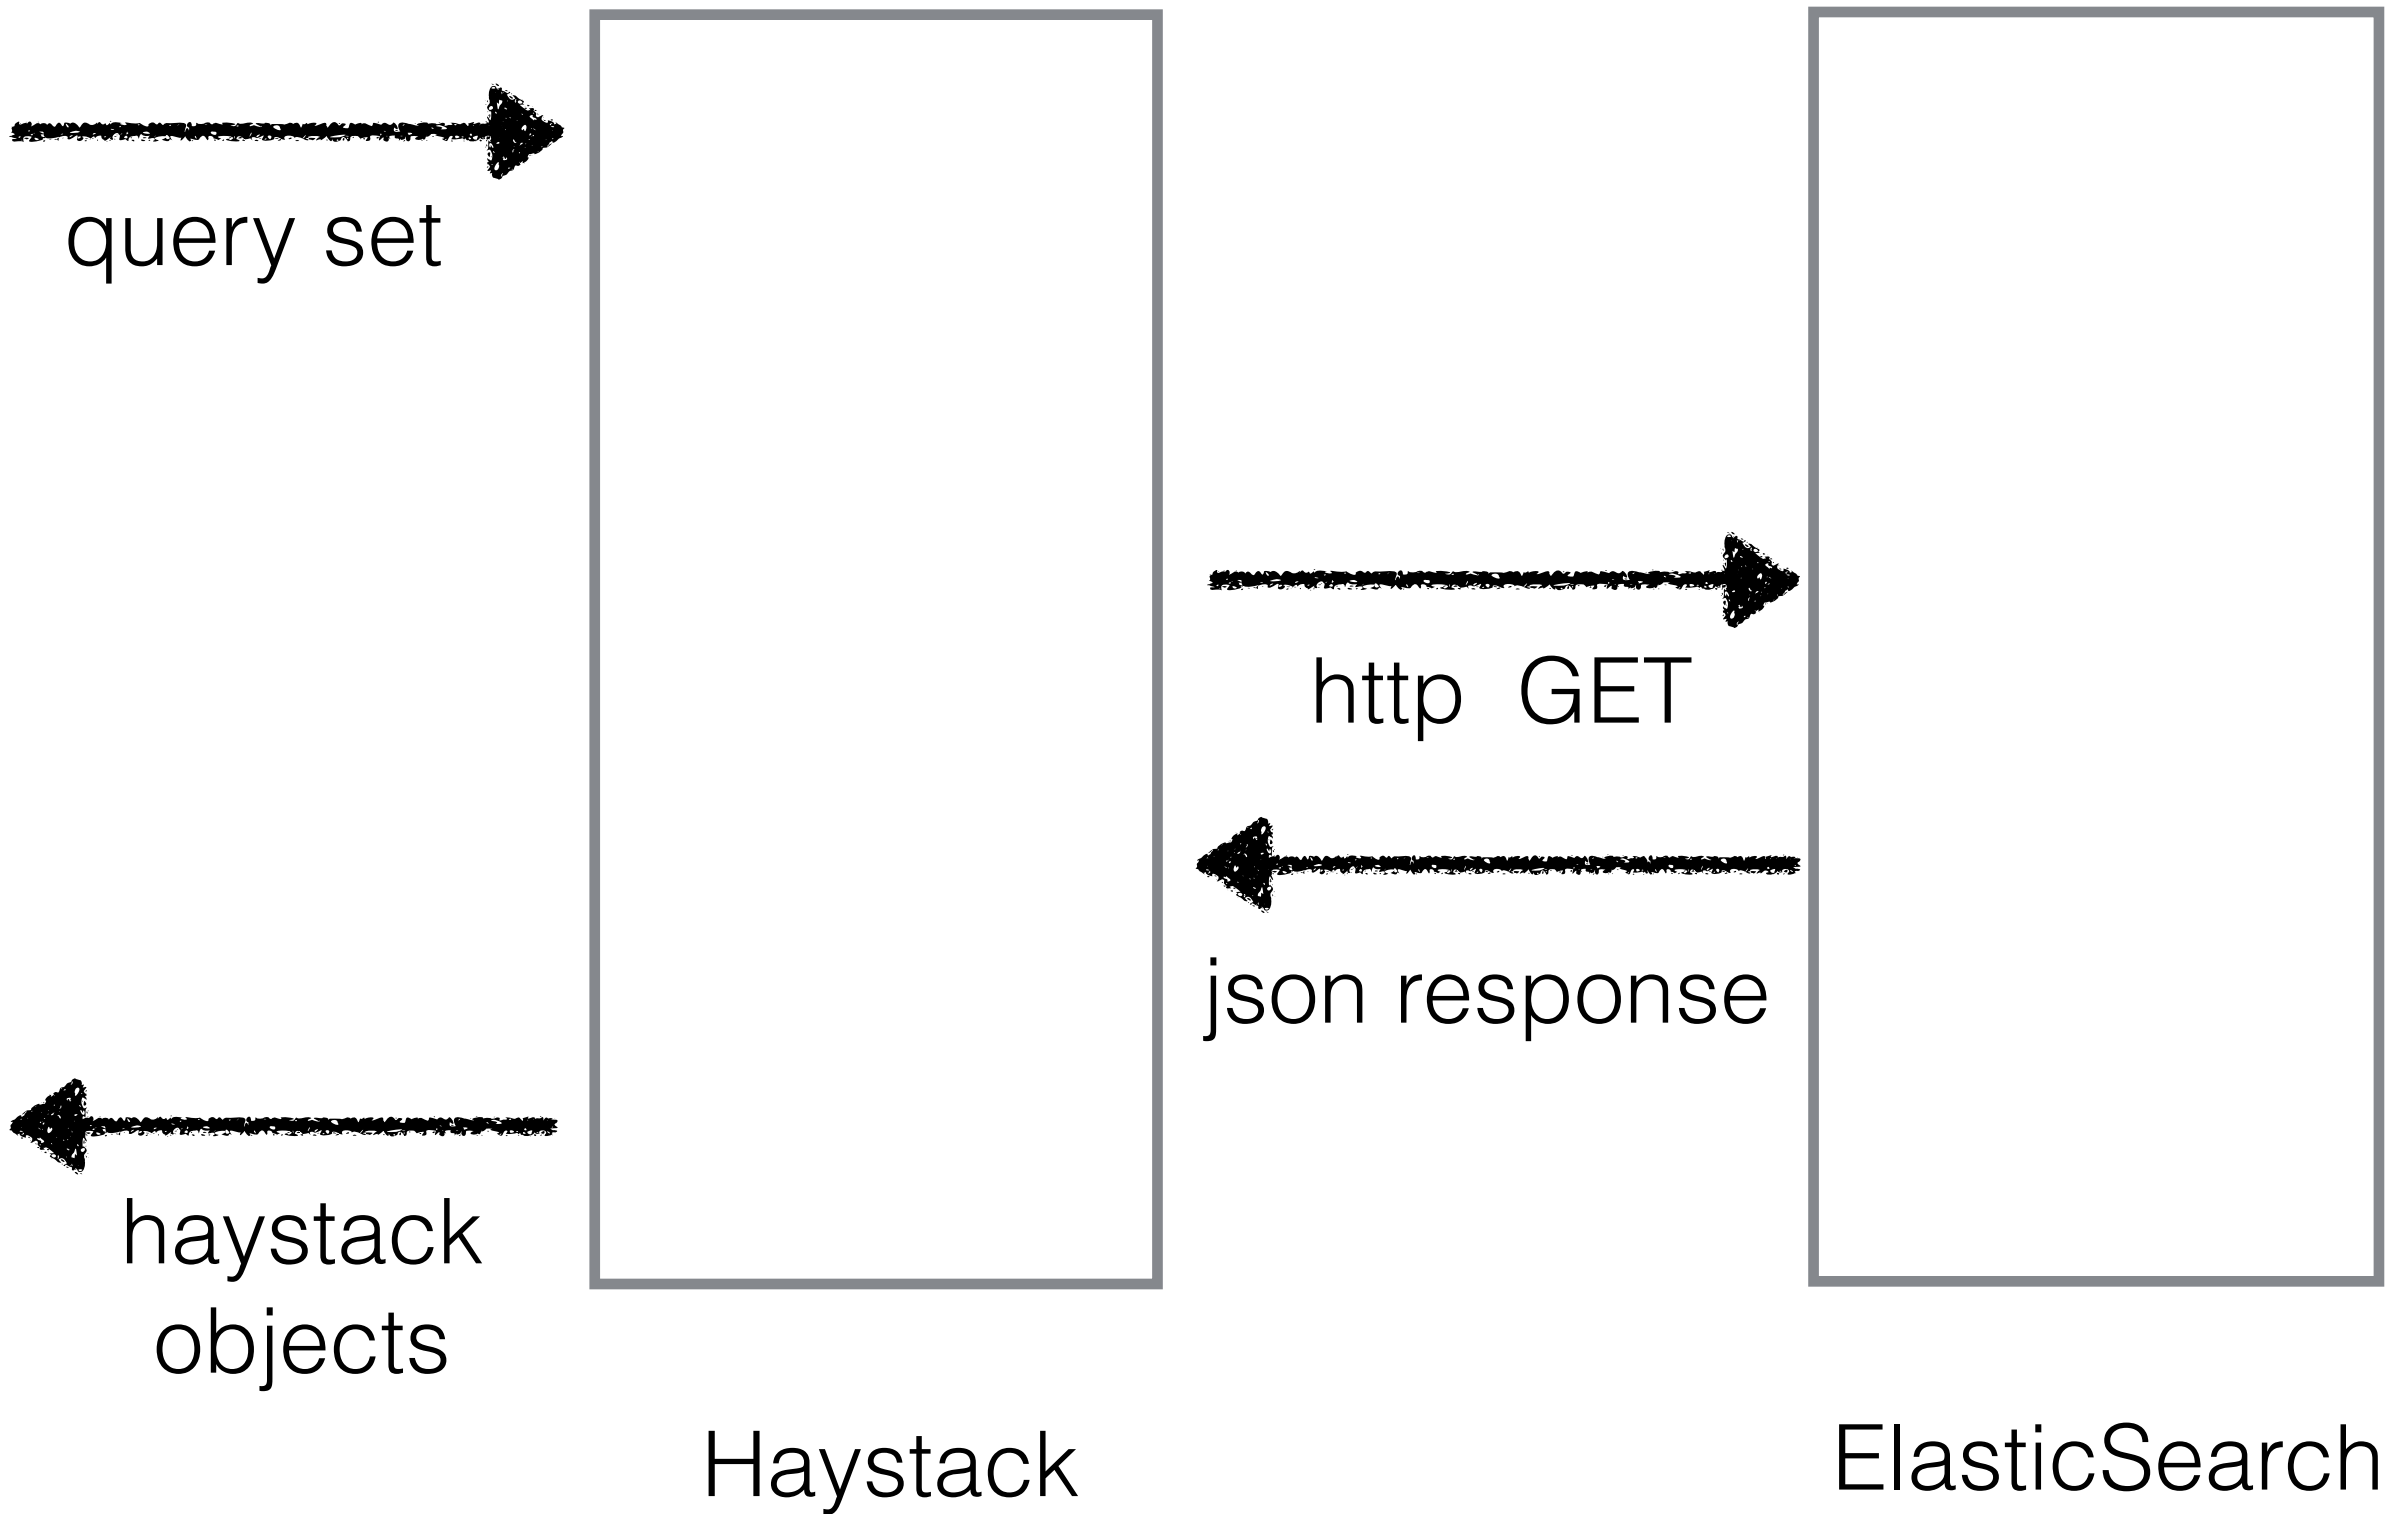 query set
http GET
json response
haystack
objects
Haystack
ElasticSearch